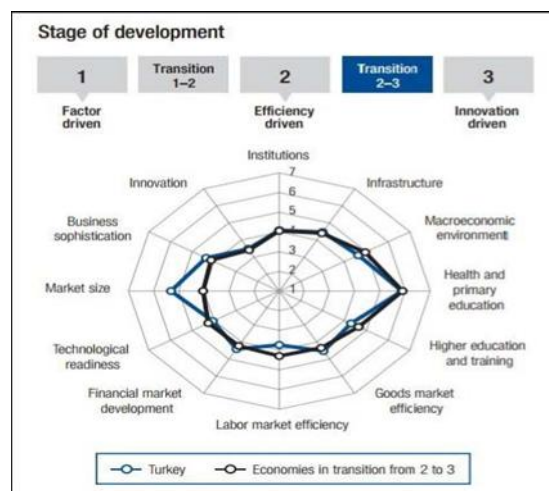 Stage of development
1
Transition
1–2
2
Transition
2–3
3
Factor
driven
Efficiency
driven
Innovation
driven
Institutions
7
6
5
4
3
2
1
Infrastructure
Macroeconomic
environment
Health and
primary
education
Higher education
and training
Goods market
efficiency
Labor market efficiency
Financial market
development
Technological
readiness
Market size
Business
sophistication
Innovation
Turkey
Economies in transition from 2 to 3